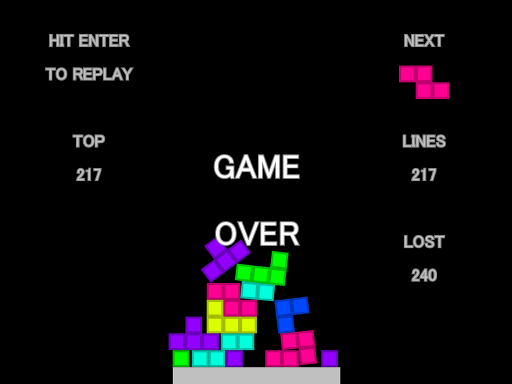 HIT ENTER
TO REPLAY
TOP
217
GAME
OVER
NEXT
LINES
217
LOST
240